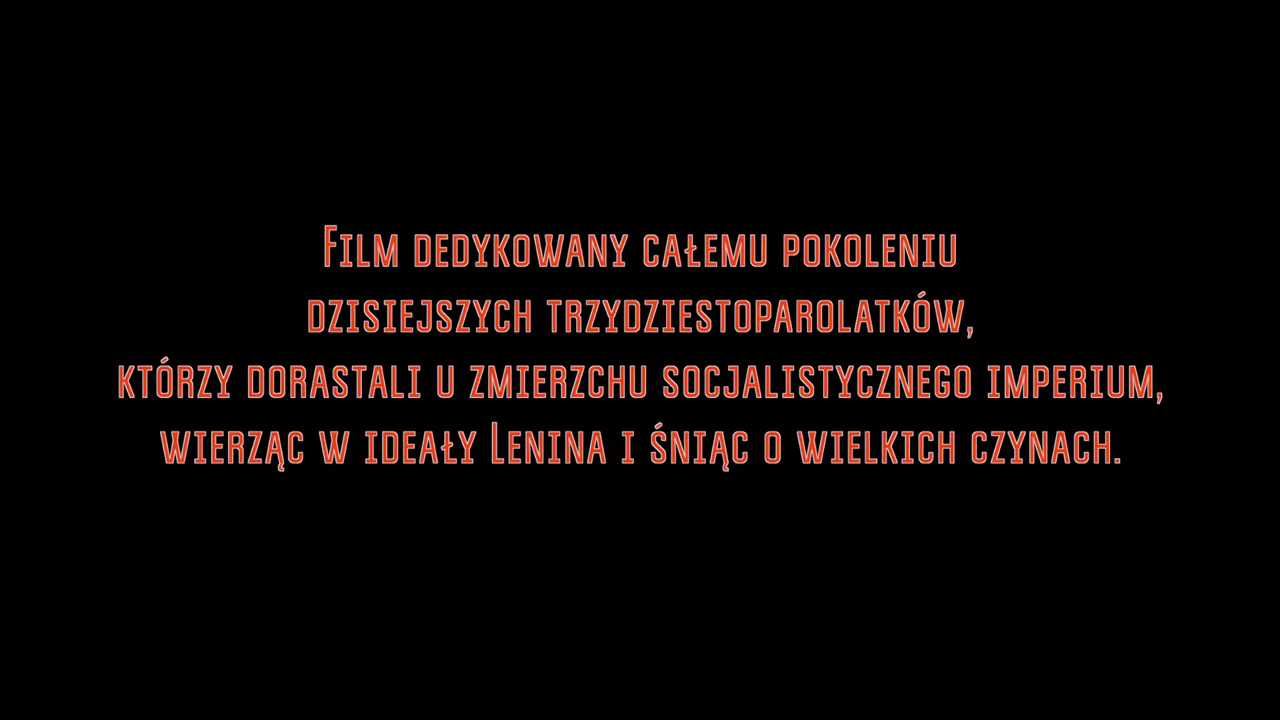 Film dedykowany całemu pokoleniu
dzisiejszych trzydziestoparolatków,
którzy dorastali u zmierzchu socjalistycznego imperium,
wierząc w ideały Lenina i śniąc o wielkich czynach.